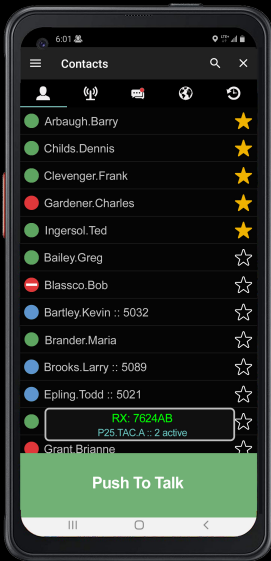 6:01
Contacts
Arbaugh.Barry
Childs.Dennis
Clevenger.Frank
Gardener.Charles
Ingersol.Ted
Bailey.Greg
Blassco.Bob
Bartley.Kevin :: 5032
Brander.Maria
Brooks.Larry :: 5089
Epling.Todd :: 5021
RX: 7624AB
P25.TAC.A :: 2 active
Grant.Brianne
Push To Talk